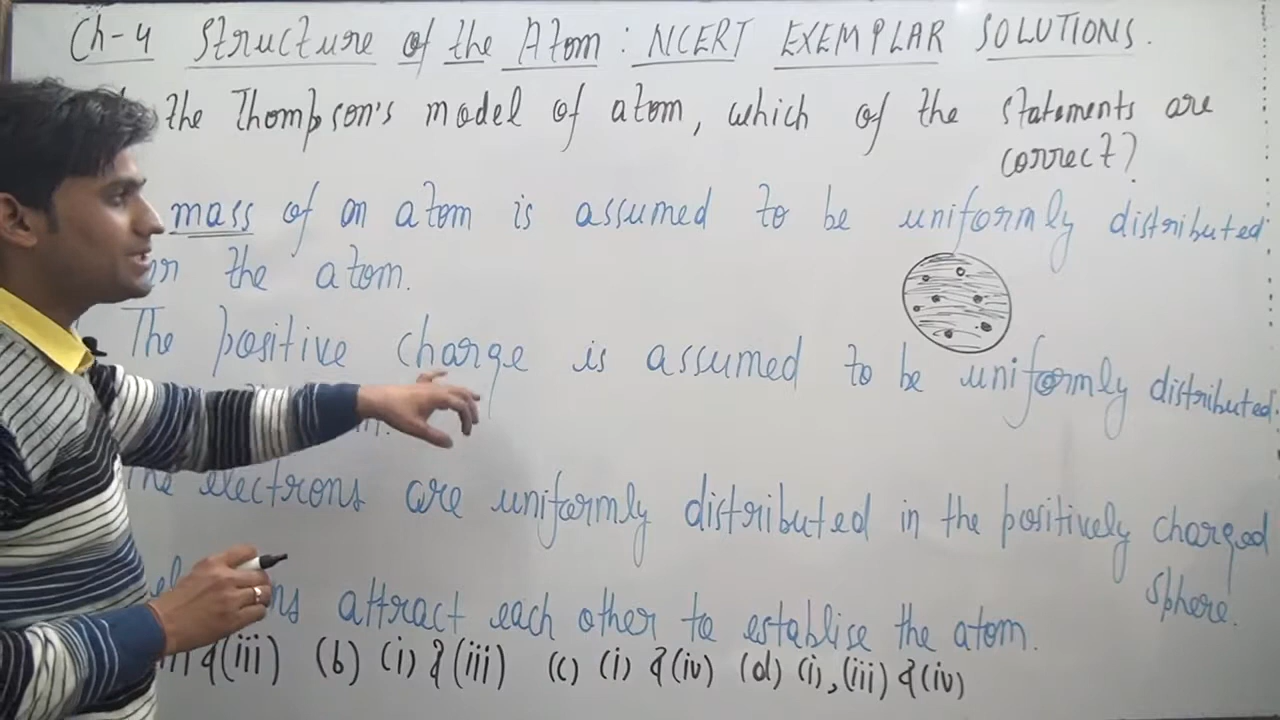 Ch-4 Structure of the Atom : NCERT EXEMPLAR SOLUTIONS.
the Thompson's model of atom, which of the statements are
correct?
mass of an atom is assumed to be uniformly distributed
the atom.
The positive charge is assumed to be uniformly distributed
The electrons are uniformly distributed in the positively charged
sphere.
attract each other to establise the atom.
&(iii) (b) (i) &(iii) (c) (i) &(iv) (d) (i), (iii) &(iv)